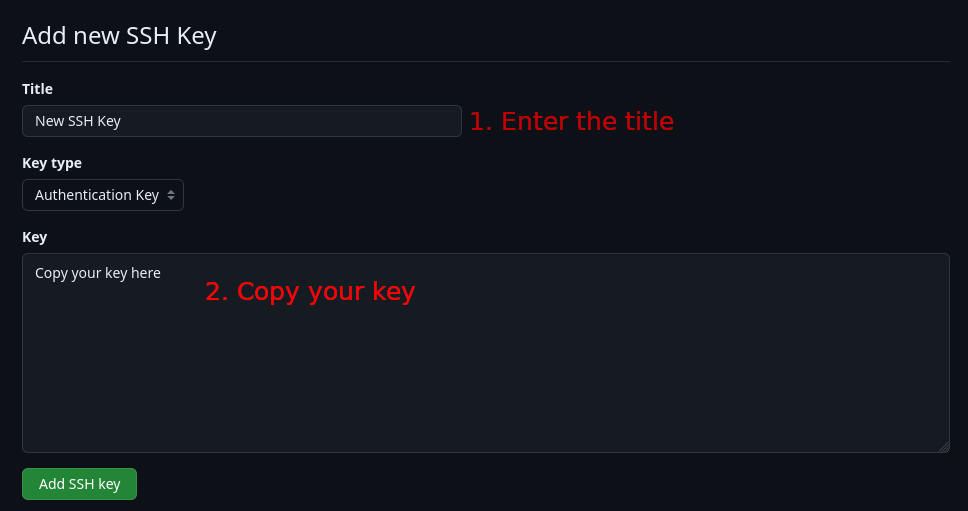 Add new SSH Key
Title
New SSH Key 1. Enter the title
Key type
Authentication Key
Key
Copy your key here
2. Copy your key
Add SSH key